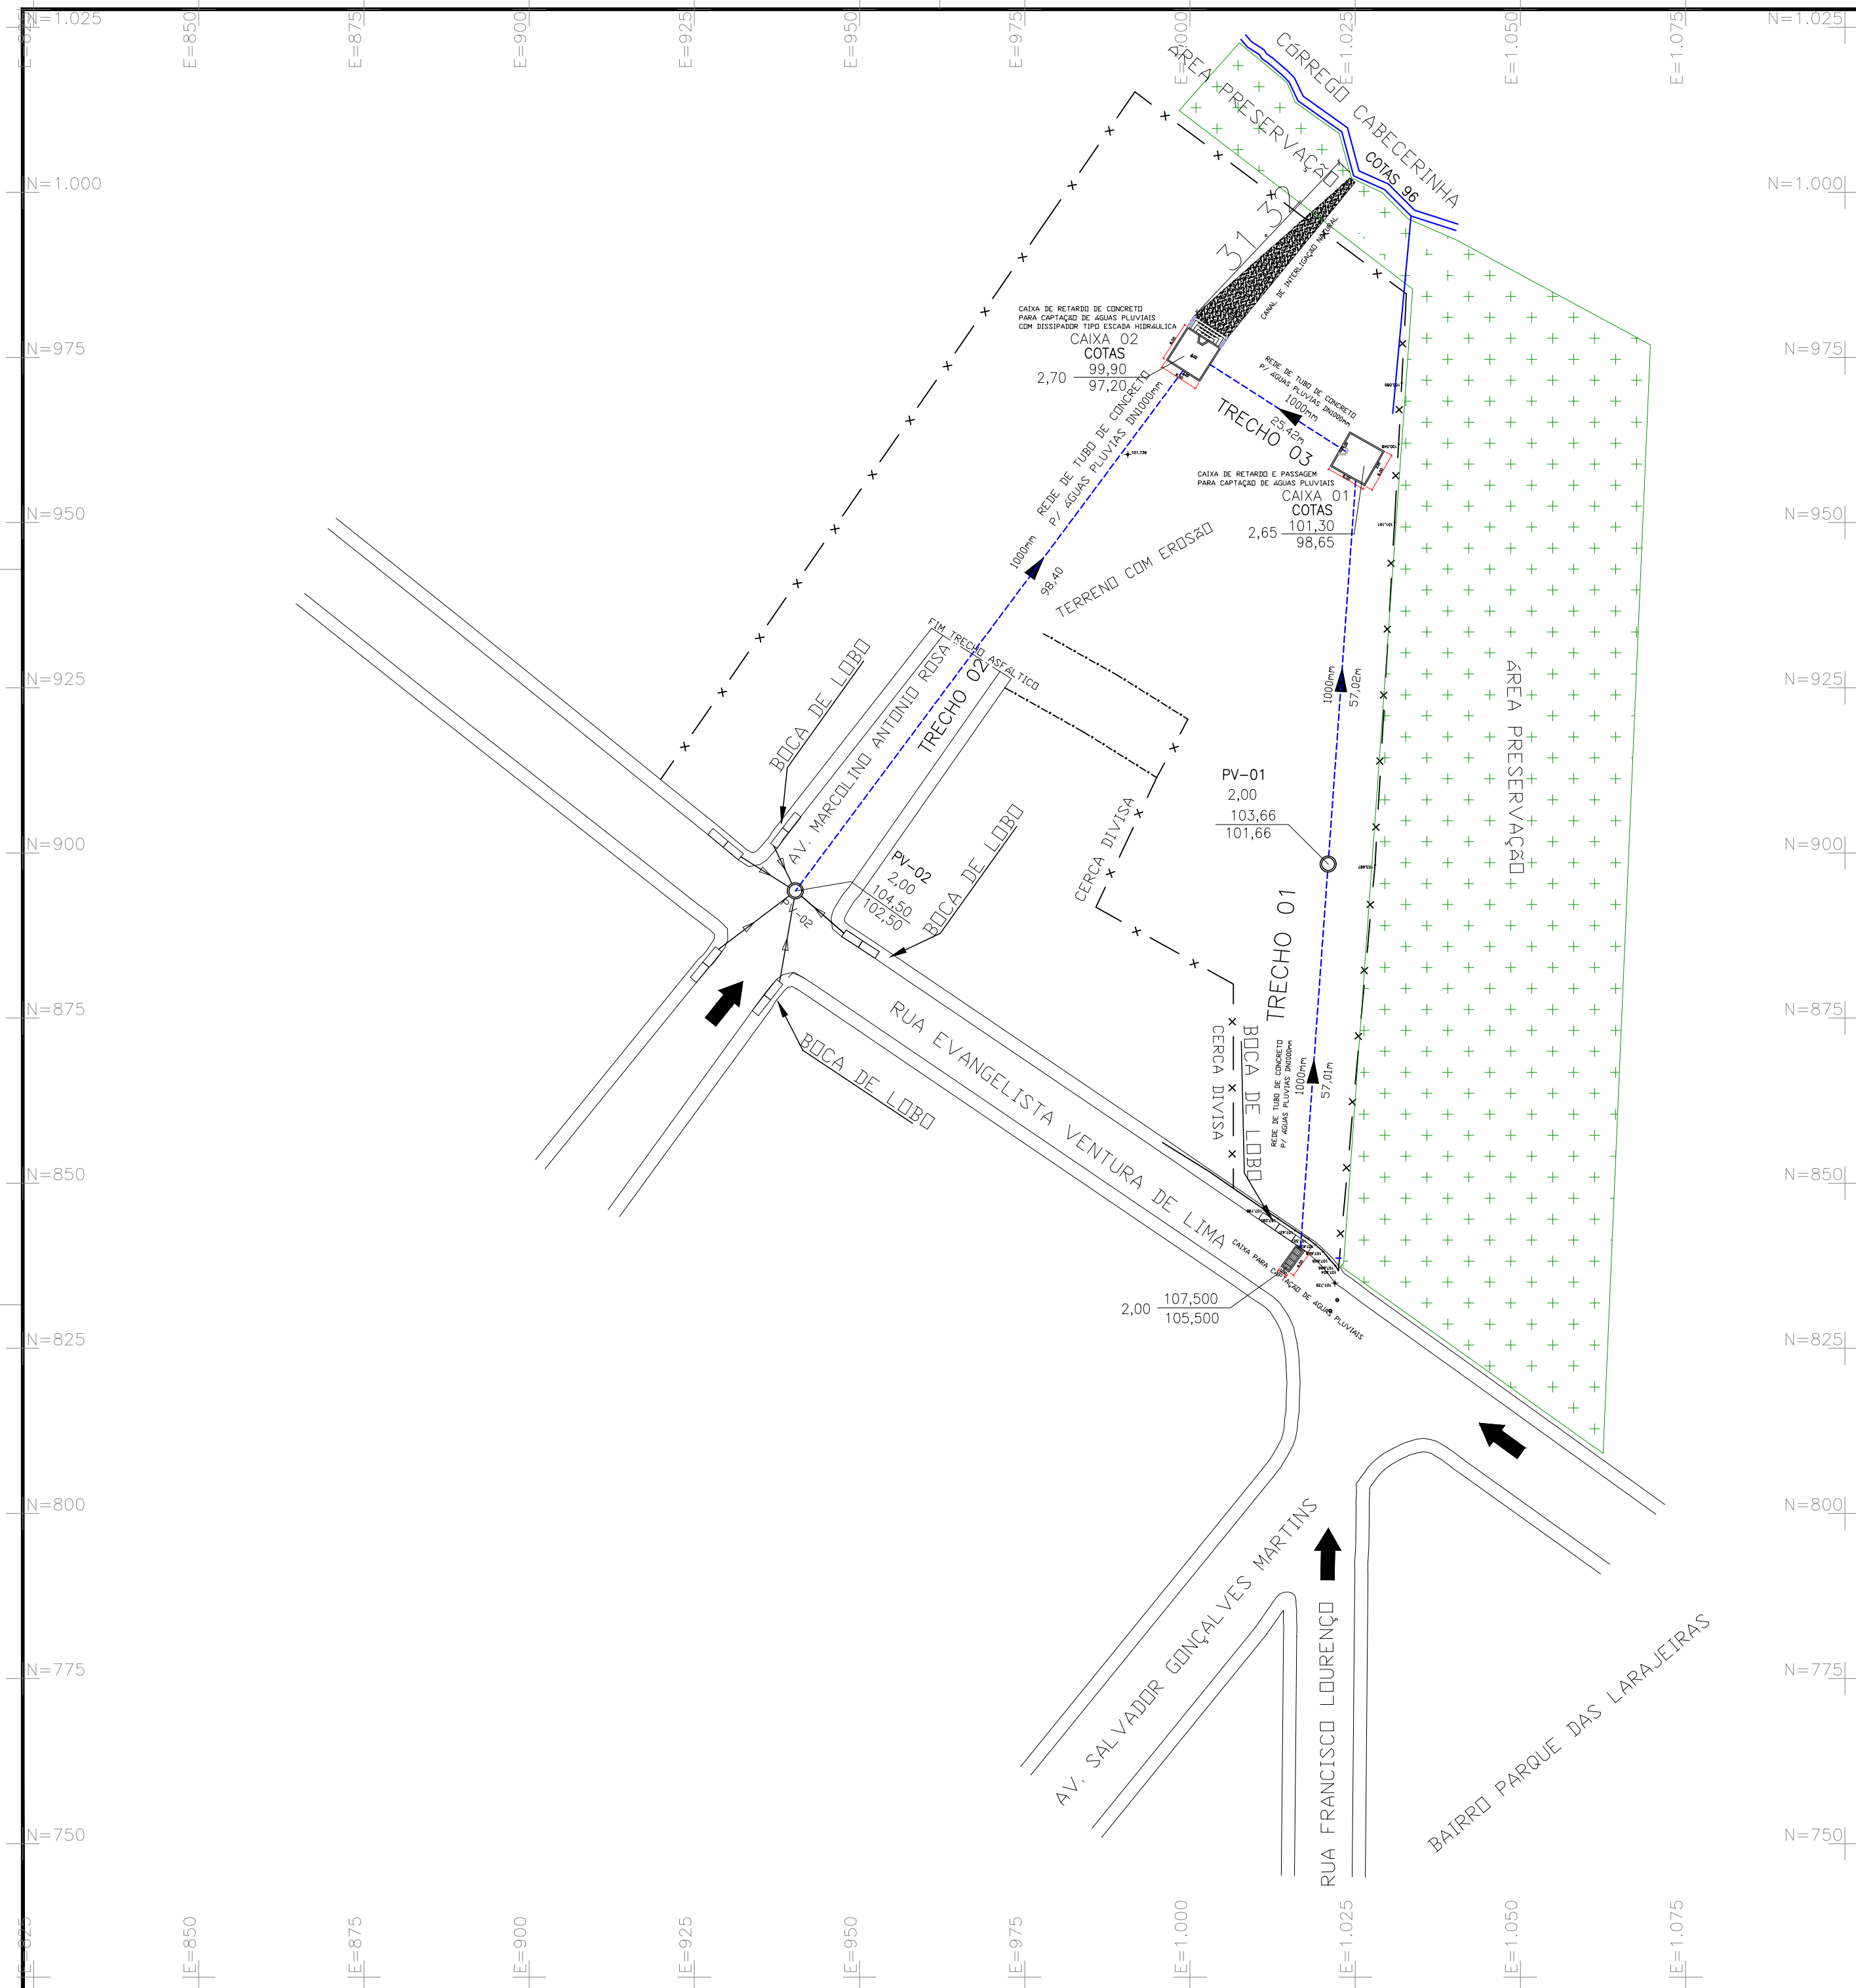 E=825
E=850
E=875
E=900
E=925
E=950
E=975
E=1.000
E=1.025
E=1.050
E=1.075
N=1.025
N=1.025
CÓRREGO CABECERINHA
COTAS 96
ÁREA PRESERVAÇÃO
N=1.000
N=1.000
31.32
CANAL DE INTERLIGAÇÃO NATURAL
CAIXA DE RETARDO DE CONCRETO
PARA CAPTAÇÃO DE ÁGUAS PLUVIAIS
COM DISSIPADOR TIPO ESCADA HIDRÁULICA
CAIXA 02
COTAS
99,90
2,70
97,20
N=975
N=975
REDE DE TUBO DE CONCRETO
P/ ÁGUAS PLUVIAS DN1000mm
1000mm
25,42m
TRECHO 03
REDE DE TUBO DE CONCRETO
P/ ÁGUAS PLUVIAS DN1000mm
101.739
CAIXA DE RETARDO E PASSAGEM
PARA CAPTAÇÃO DE ÁGUAS PLUVIAIS
CAIXA 01
COTAS
101,30
2,65
98,65
101.191
N=950
N=950
1000mm
98,40
TERRENO COM EROSÃO
FIM TRECHO ASFÁLTICO
N=925
N=925
BOCA DE LOBO
AV. MARCOLINO ANTONIO ROSA
TRECHO 02
1000mm
57,02m
ÁREA PRESERVAÇÃO
PV-01
2,00
103,66
101,66
CERCA DIVISA
N=900
N=900
PV-02
2,00
104,50
102,50
PV-02
BOCA DE LOBO
TRECHO 01
N=875
N=875
RUA EVANGELISTA VENTURA DE LIMA
BOCA DE LOBO
CERCA DIVISA
BOCA DE LOBO
REDE DE TUBO DE CONCRETO
P/ ÁGUAS PLUVIAS DN1000mm
1000mm
57,01m
N=850
N=850
CAIXA PARA CAPTAÇÃO DE ÁGUAS PLUVIAIS
101.739
107,500
2,00
105,500
N=825
N=825
N=800
N=800
AV. SALVADOR GONÇALVES MARTINS
RUA FRANCISCO LOURENÇO
BAIRRO PARQUE DAS LARAJEIRAS
N=775
N=775
N=750
N=750
E=825
E=850
E=875
E=900
E=925
E=950
E=975
E=1.000
E=1.025
E=1.050
E=1.075